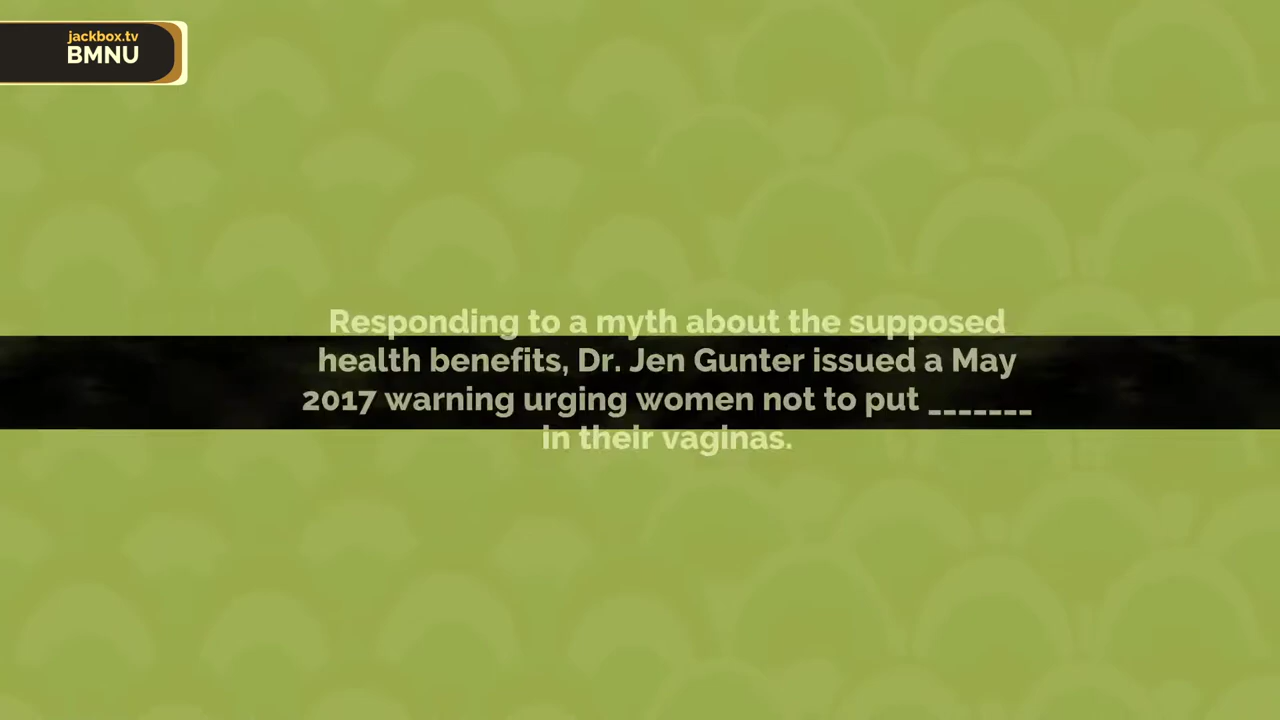 jackbox.tv
BMNU
Responding to a myth about the supposed
health benefits, Dr. Jen Gunter issued a May
2017 warning urging women not to put _______
in their vaginas.